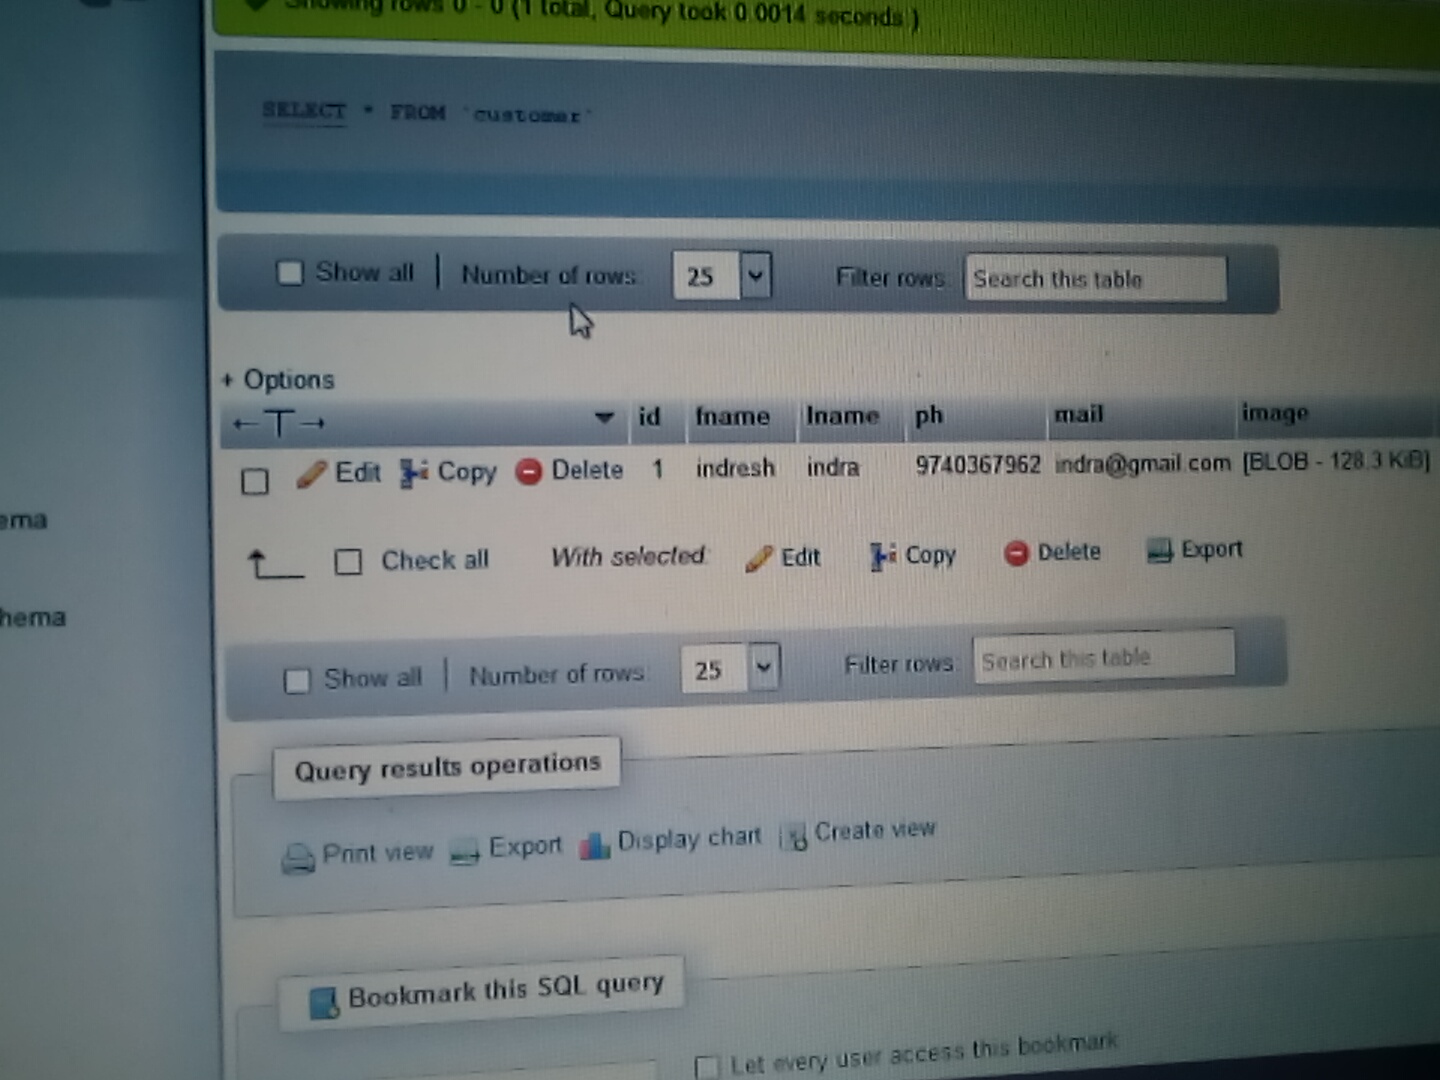 Showing rows 0 - 0 (1 total, Query took 0.0014 seconds.)
SELECT * FROM `customer`
Show all | Number of rows: 25 Filter rows: Search this table
+ Options
←T→ id fname lname ph mail image
Edit Copy Delete 1 indresh indra 9740367962 indra@gmail.com [BLOB - 128.3 KiB]
ema
Check all With selected: Edit Copy Delete Export
hema
Show all | Number of rows: 25 Filter rows: Search this table
Query results operations
Print view Export Display chart Create view
Bookmark this SQL query
Let every user access this bookmark